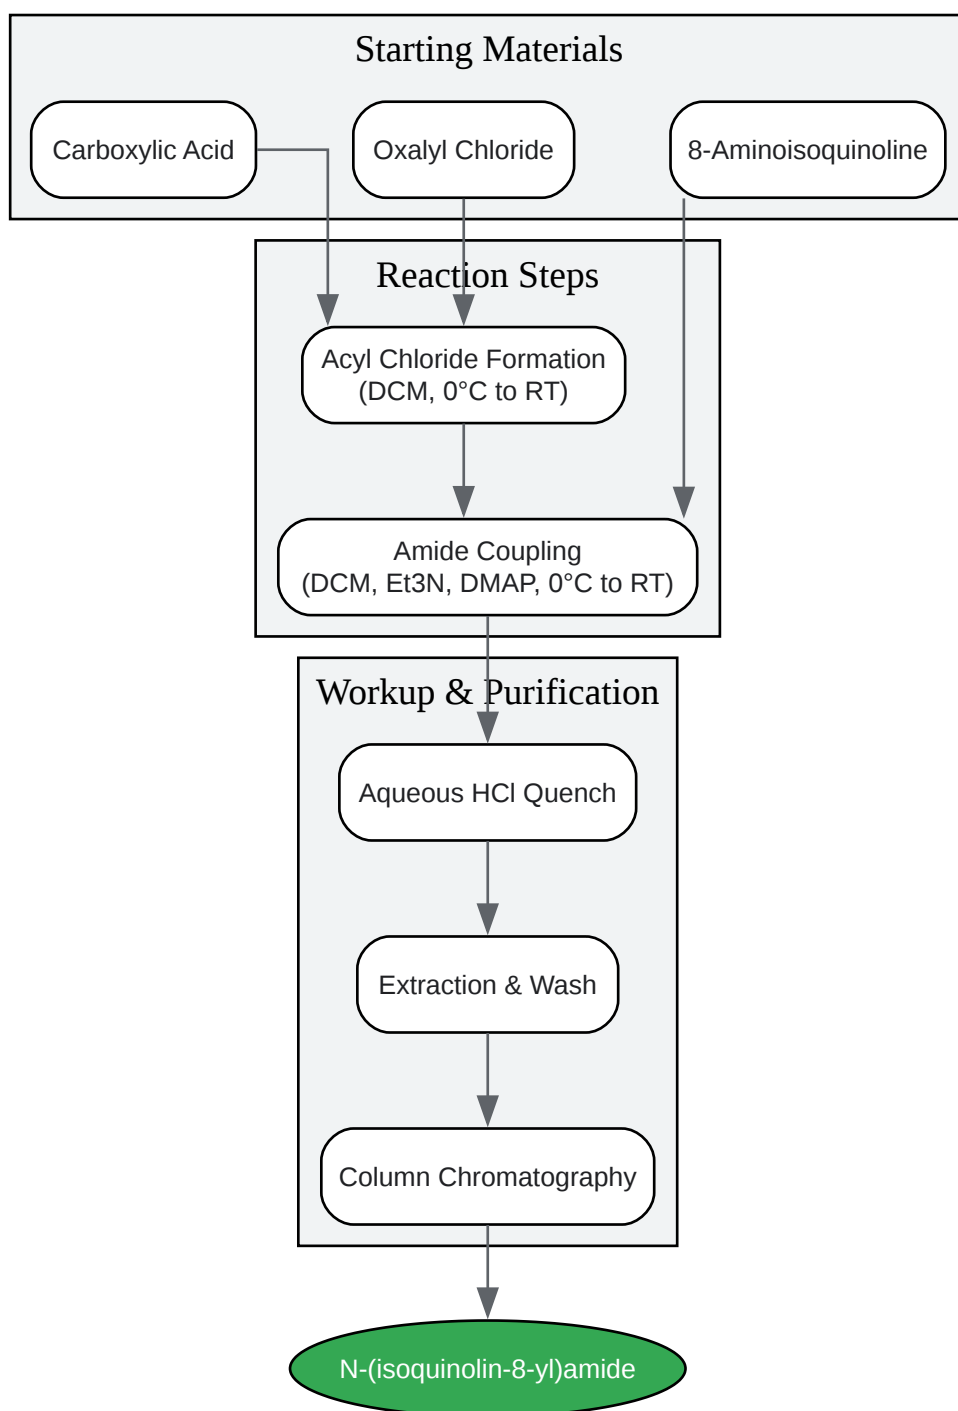 Starting Materials
Carboxylic Acid
Oxalyl Chloride
8-Aminoisoquinoline
Reaction Steps
Acyl Chloride Formation
(DCM, 0°C to RT)
Amide Coupling
(DCM, Et3N, DMAP, 0°C to RT)
Workup & Purification
Aqueous HCl Quench
Extraction & Wash
Column Chromatography
N-(isoquinolin-8-yl)amide